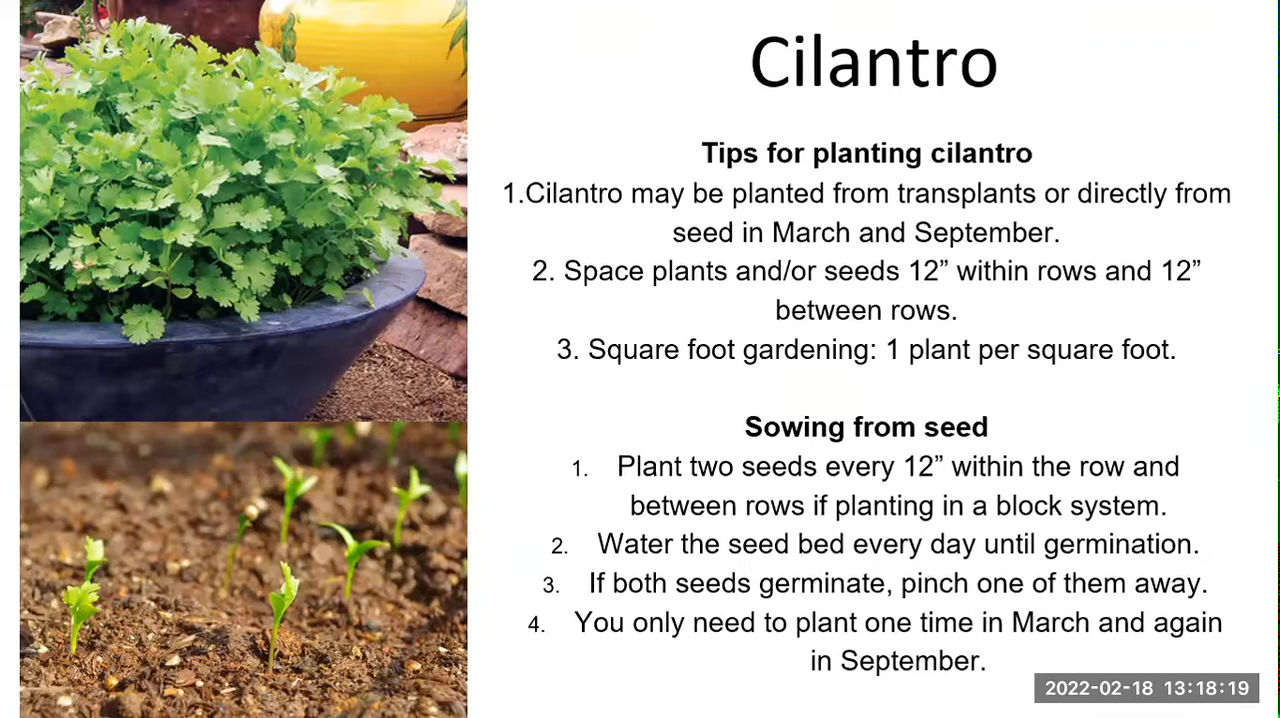 Cilantro
Tips for planting cilantro
1.Cilantro may be planted from transplants or directly from
seed in March and September.
2. Space plants and/or seeds 12” within rows and 12”
between rows.
3. Square foot gardening: 1 plant per square foot.
Sowing from seed
1. Plant two seeds every 12” within the row and
between rows if planting in a block system.
2. Water the seed bed every day until germination.
3. If both seeds germinate, pinch one of them away.
4. You only need to plant one time in March and again
in September.
2022-02-18 13:18:19